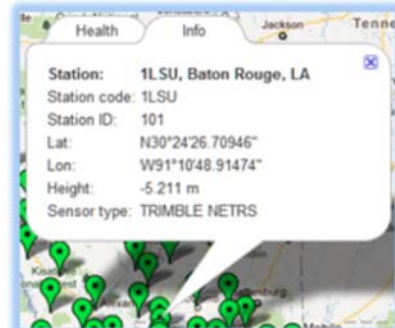 Jackson
Tenne
Health
Info
Station: 1LSU, Baton Rouge, LA
Station code: 1LSU
Station ID: 101
Lat: N30°24'26.70946"
Lon: W91°10'48.91474"
Height: -5.211 m
Sensor type: TRIMBLE NETRS